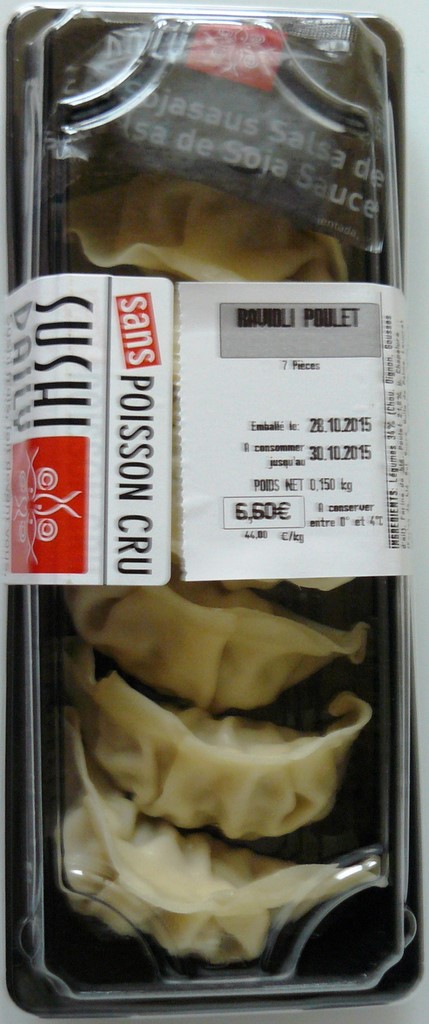 Sojasaus Salsa de
Salsa de Soja Sauce
SUSHI
DAILY
sans
POISSON CRU
RAVIOLI POULET
7 Pièces
Emballé le: 28.10.2015
A consommer
jusqu'au 30.10.2015
POIDS NET 0,150 kg
6,60€
A conserver
entre 0° et 4°C
44,00 €/kg
INGREDIENTS: Légumes 34% (Chou, Oignon, Gousses